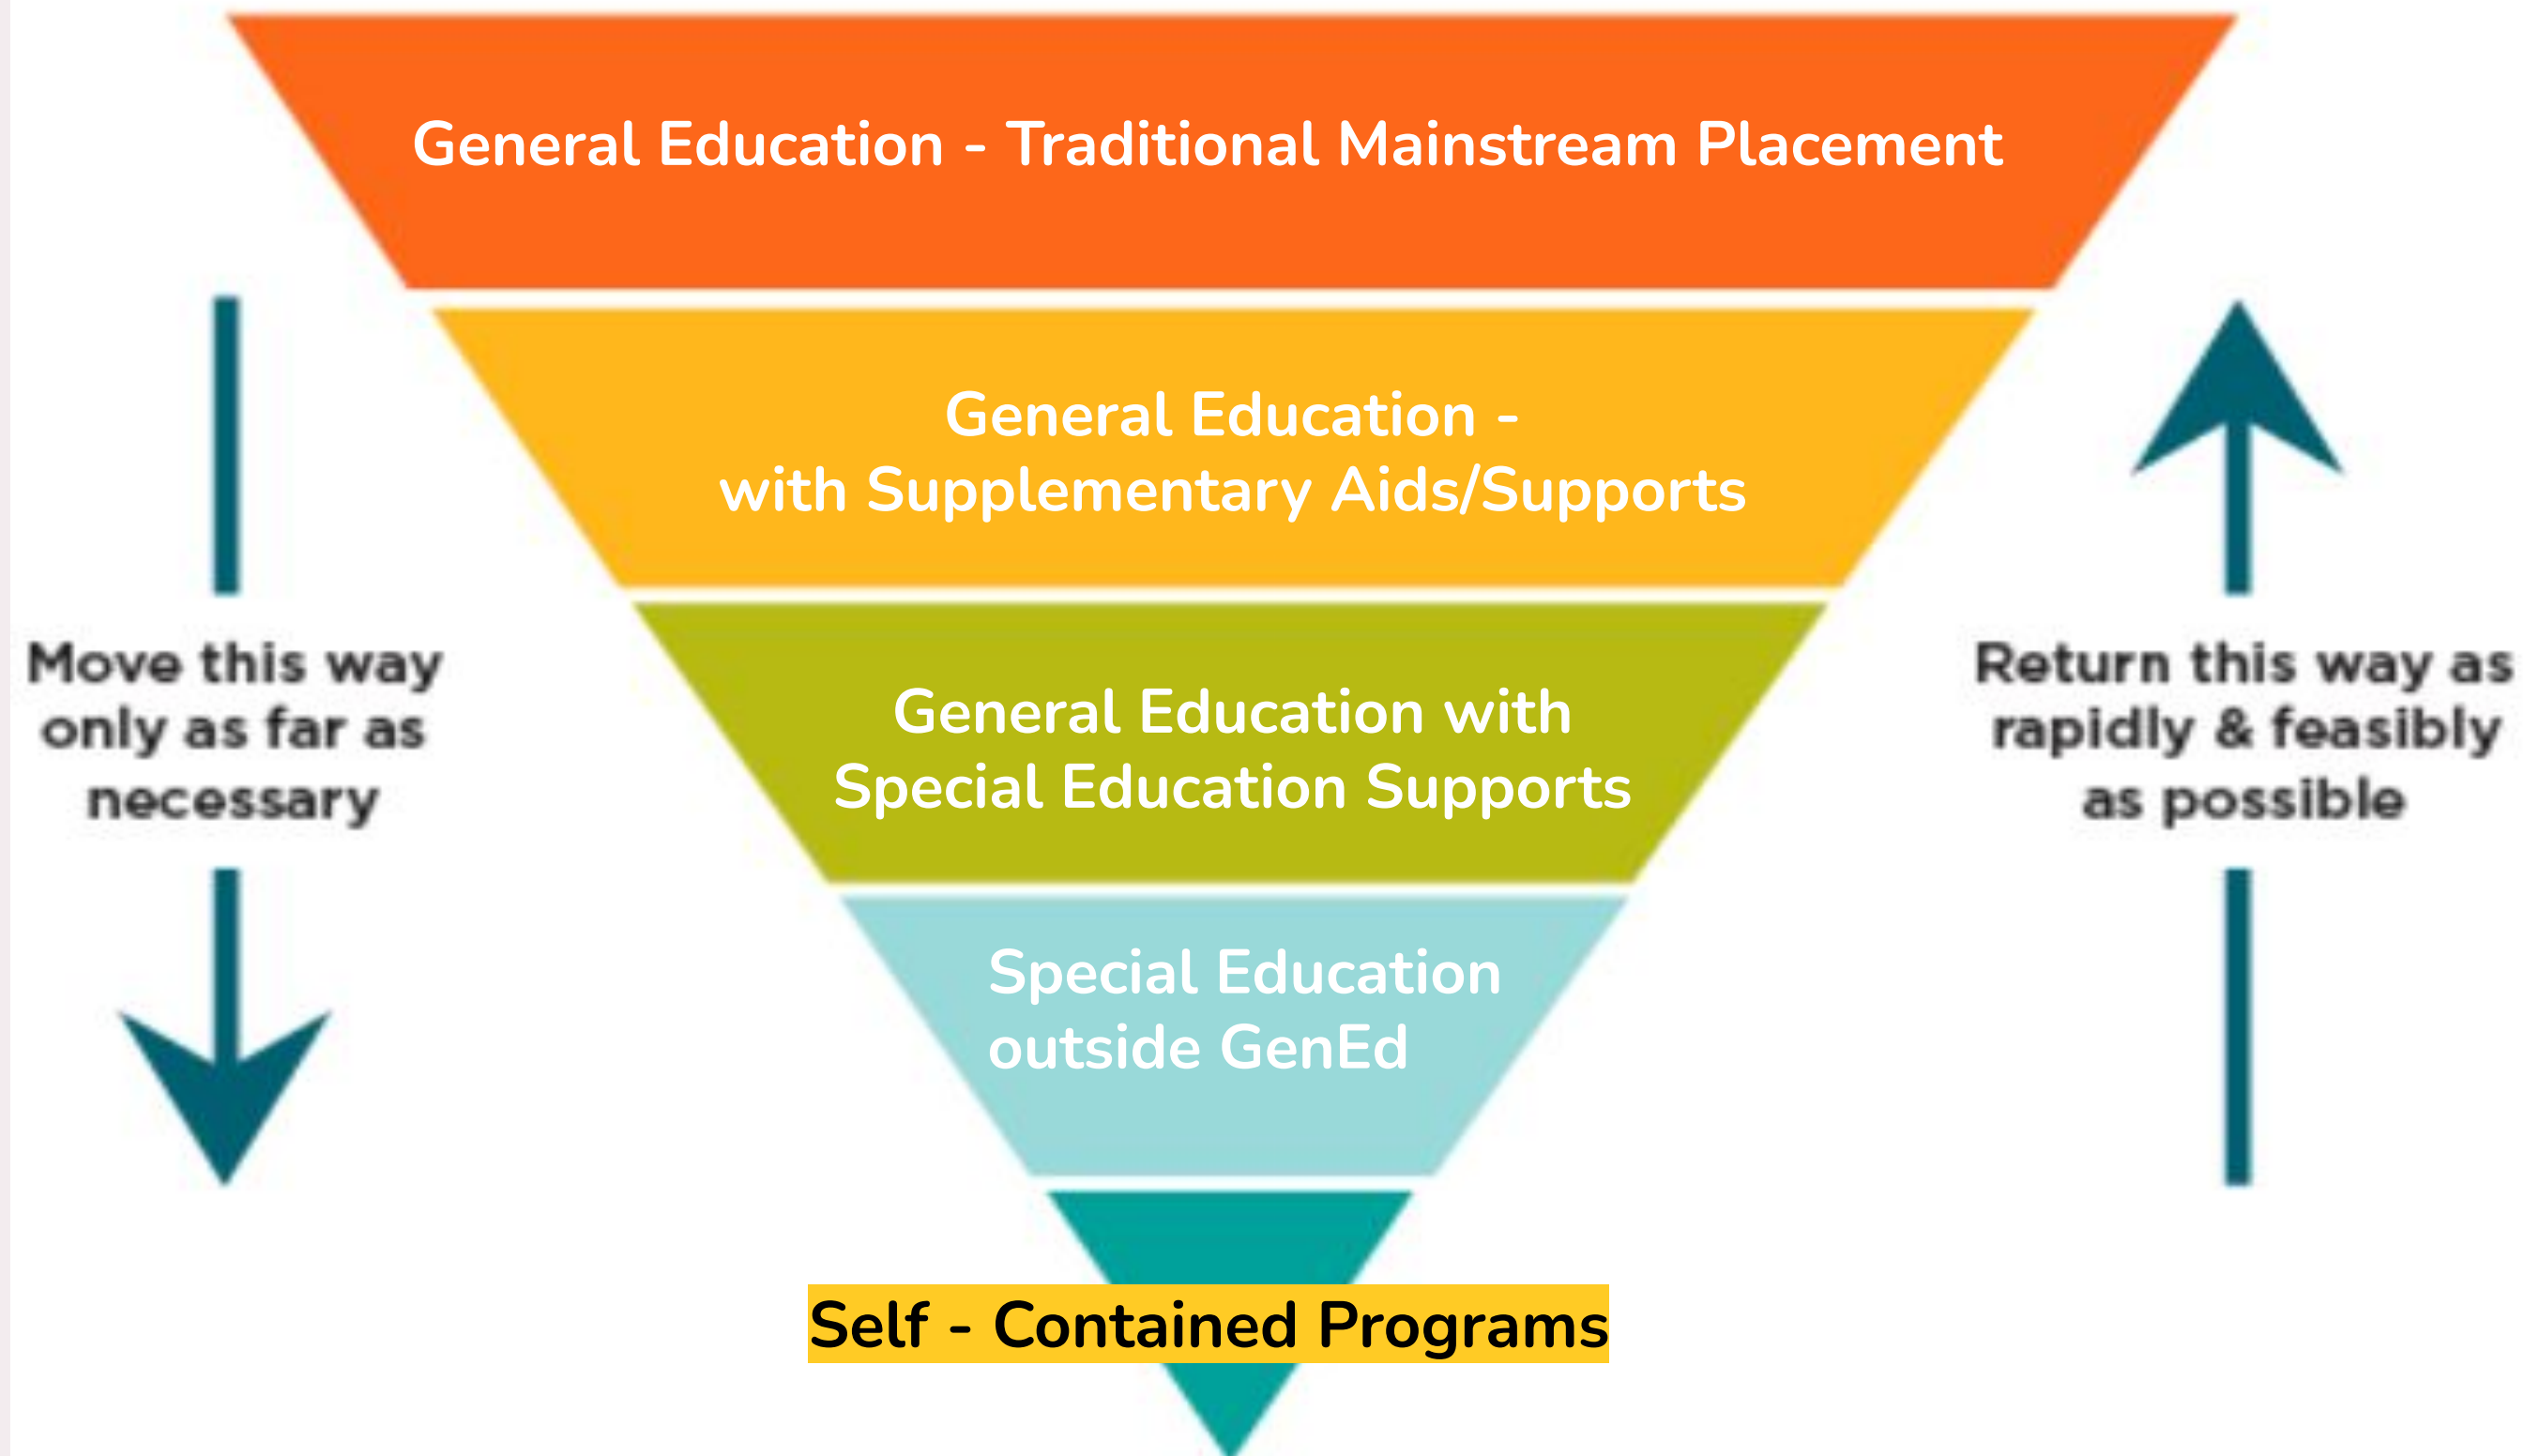 General Education - Traditional Mainstream Placement
General Education -
with Supplementary Aids/Supports
Move this way
only as far as
necessary
General Education with
Special Education Supports
Return this way as
rapidly & feasibly
as possible
Special Education
outside GenEd
Self - Contained Programs